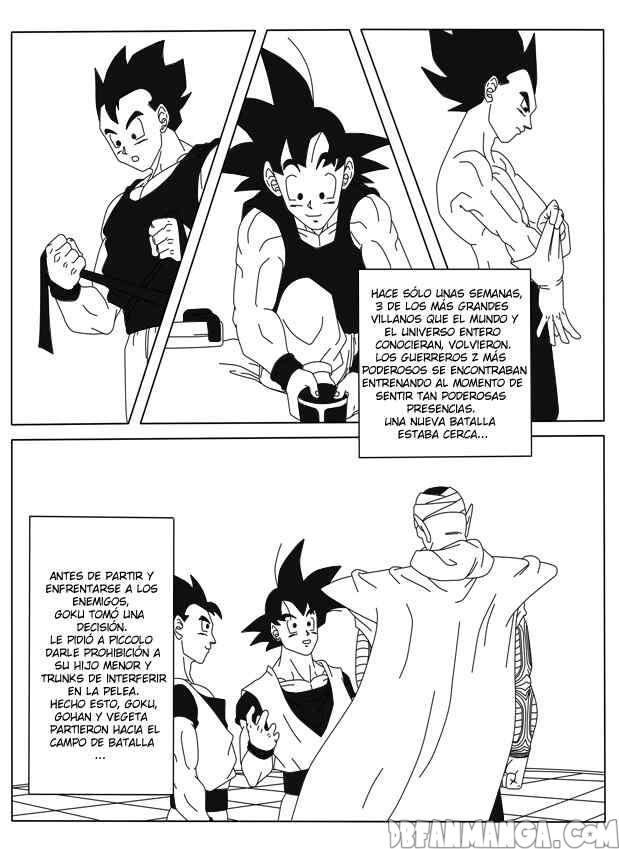 HACE SÓLO UNAS SEMANAS,
3 DE LOS MÁS GRANDES
VILLANOS QUE EL MUNDO Y
EL UNIVERSO ENTERO
CONOCIERAN, VOLVIERON.
LOS GUERREROS Z MÁS
PODEROSOS SE ENCONTRABAN
ENTRENANDO AL MOMENTO DE
SENTIR TAN PODEROSAS
PRESENCIAS.
UNA NUEVA BATALLA
ESTABA CERCA...
ANTES DE PARTIR Y
ENFRENTARSE A LOS
ENEMIGOS,
GOKU TOMÓ UNA
DECISIÓN.
LE PIDIÓ A PICCOLO
DARLE PROHIBICIÓN A
SU HIJO MENOR Y
TRUNKS DE INTERFERIR
EN LA PELEA.
HECHO ESTO, GOKU,
GOHAN Y VEGETA
PARTIERON HACIA EL
CAMPO DE BATALLA
...
DBFANMANGA.COM